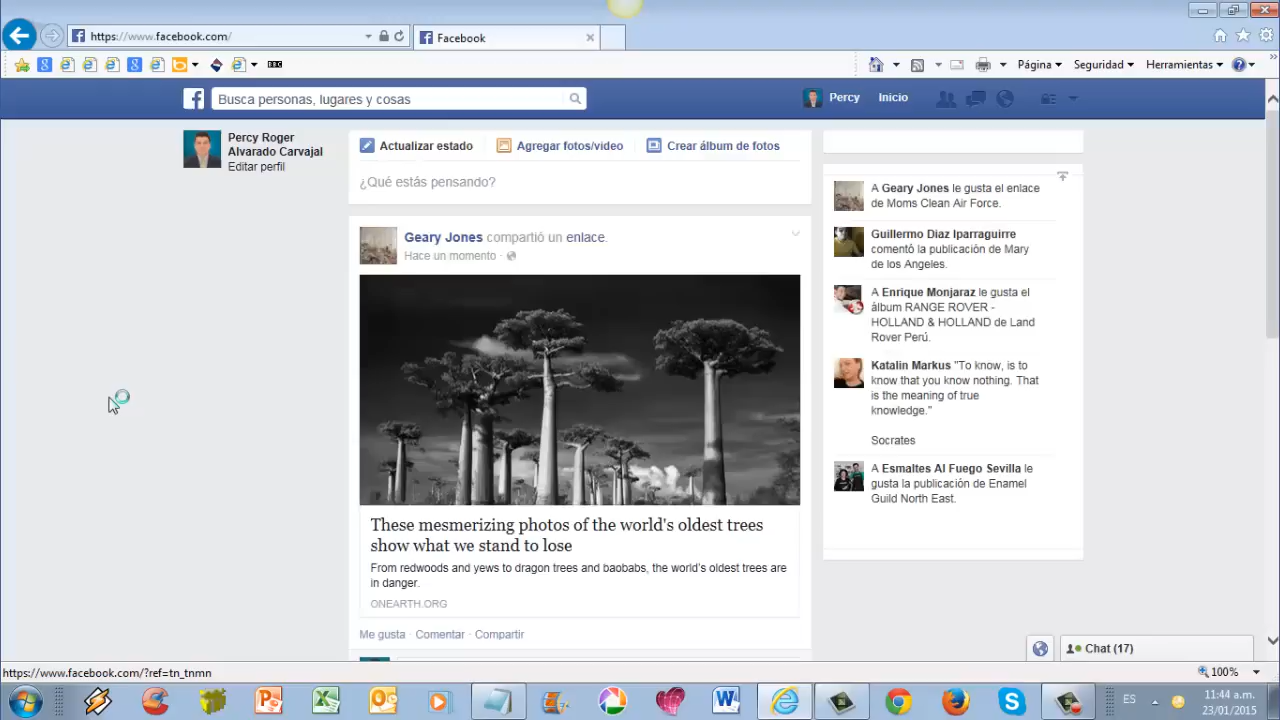 https://www.facebook.com/
Facebook
Página
Seguridad
Herramientas
Busca personas, lugares y cosas
Percy
Inicio
Percy Roger
Alvarado Carvajal
Editar perfil
Actualizar estado
Agregar fotos/video
Crear álbum de fotos
¿Qué estás pensando?
Geary Jones compartió un enlace.
Hace un momento ·
These mesmerizing photos of the world's oldest trees
show what we stand to lose
From redwoods and yews to dragon trees and baobabs, the world's oldest trees are
in danger.
ONEARTH.ORG
Me gusta · Comentar · Compartir
A Geary Jones le gusta el enlace
de Moms Clean Air Force.
Guillermo Diaz Iparraguirre
comentó la publicación de Mary
de los Angeles.
A Enrique Monjaraz le gusta el
álbum RANGE ROVER -
HOLLAND & HOLLAND de Land
Rover Perú.
Katalin Markus "To know, is to
know that you know nothing. That
is the meaning of true
knowledge."
Socrates
A Esmaltes Al Fuego Sevilla le
gusta la publicación de Enamel
Guild North East.
Chat (17)
https://www.facebook.com/?ref=tn_tnmn
100%
ES
11:44 a.m.
23/01/2015